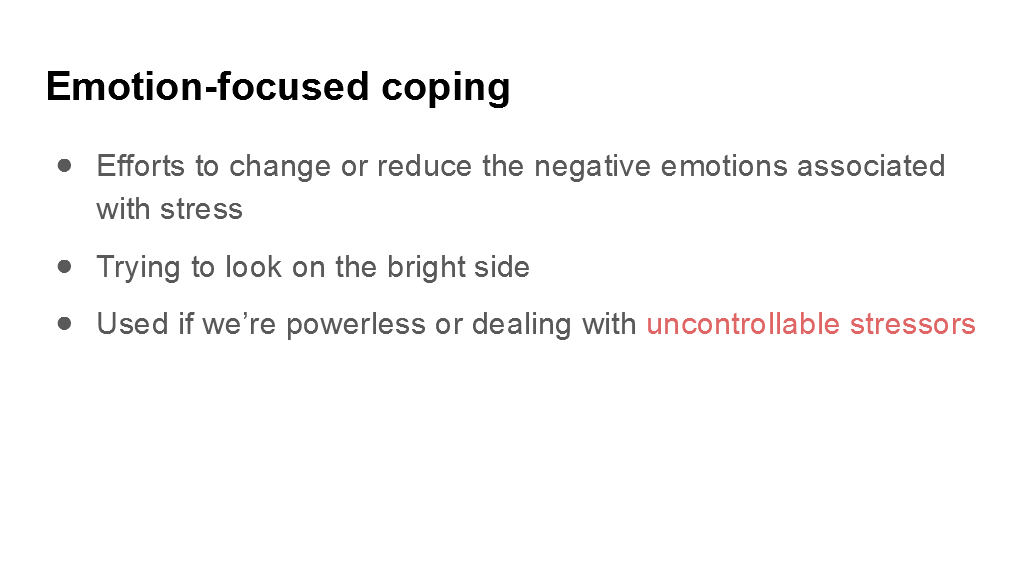 Emotion-focused coping
● Efforts to change or reduce the negative emotions associated
with stress
● Trying to look on the bright side
● Used if we’re powerless or dealing with uncontrollable stressors